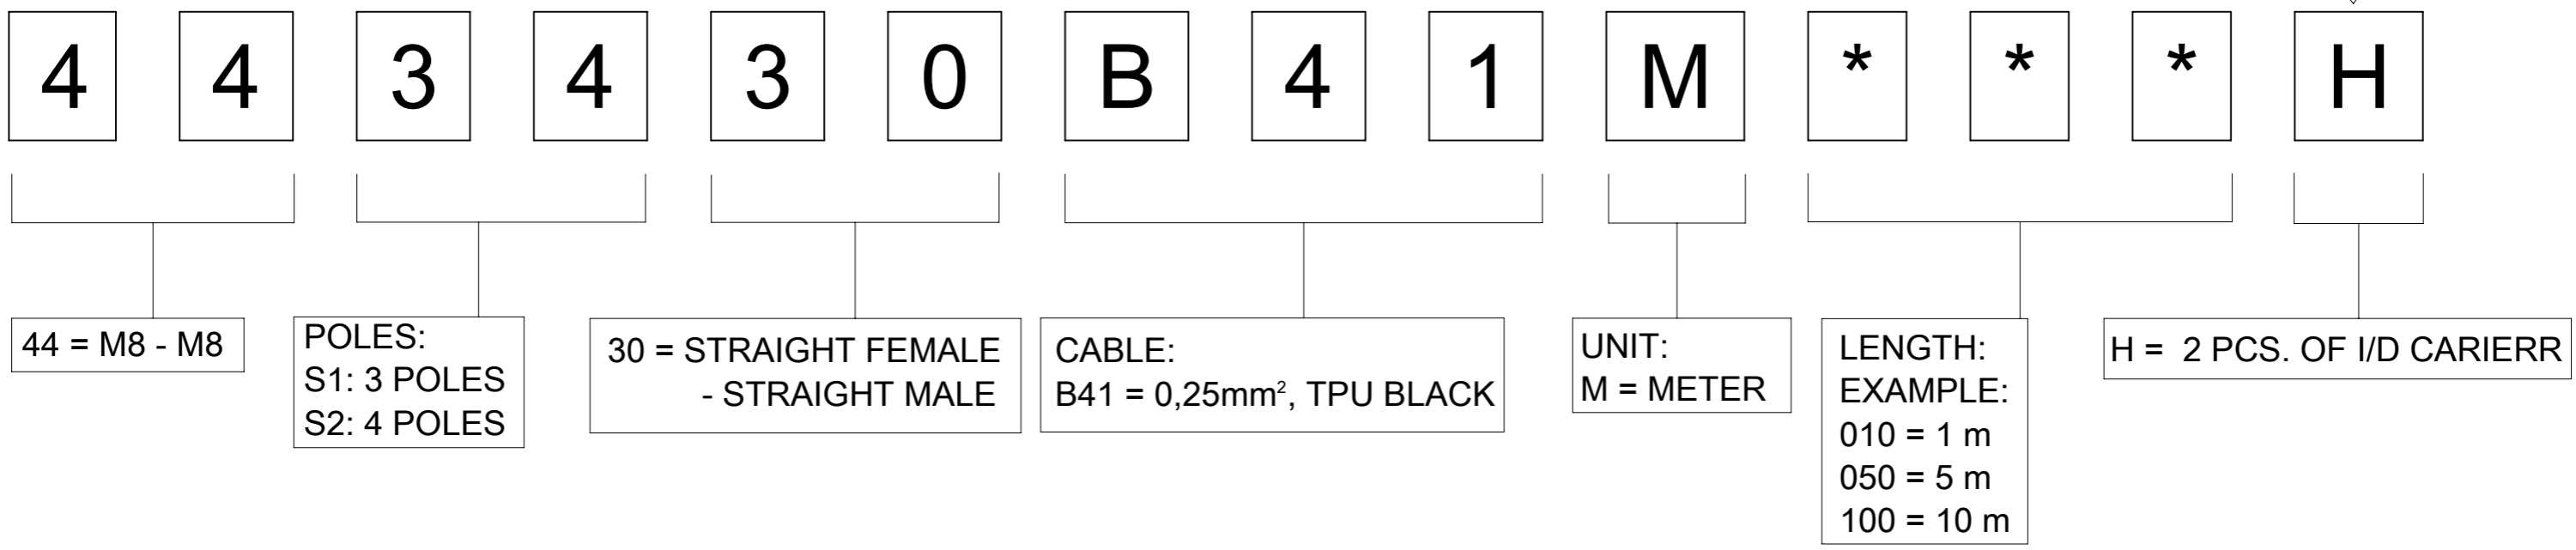 4 4 3 4 3 0 B 4 1 M * * * H
44 = M8 - M8
POLES:
S1: 3 POLES
S2: 4 POLES
30 = STRAIGHT FEMALE
- STRAIGHT MALE
CABLE:
B41 = 0,25mm², TPU BLACK
UNIT:
M = METER
LENGTH:
EXAMPLE:
010 = 1 m
050 = 5 m
100 = 10 m
H = 2 PCS. OF I/D CARIERR